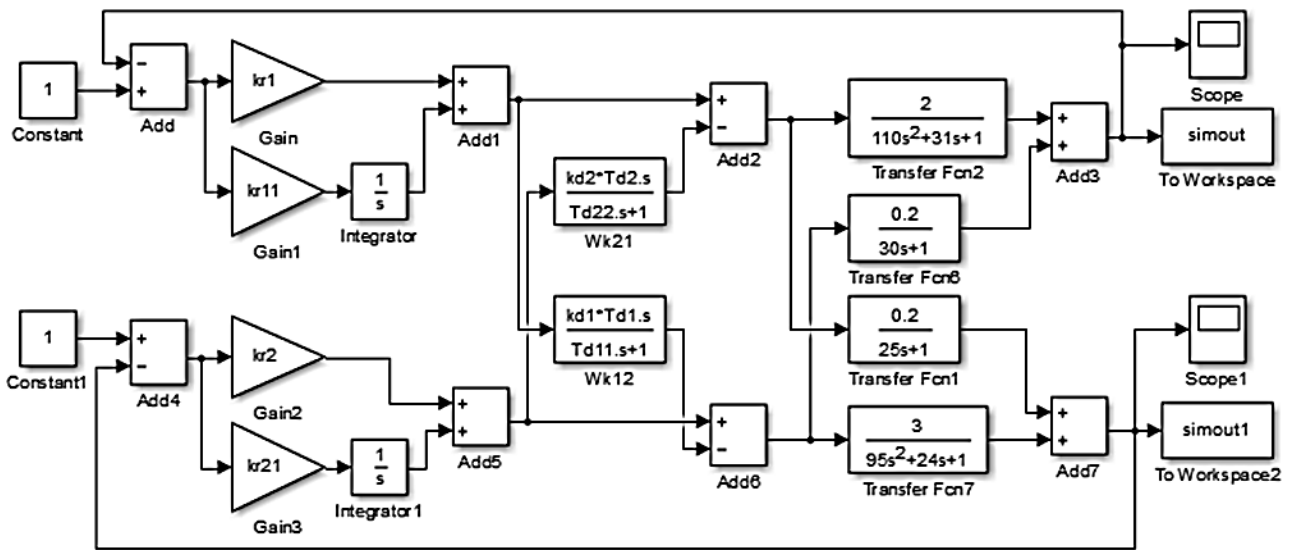 1
Constant
−
+
Add
kr1
Gain
kr11
Gain1
1
s
Integrator
+
+
Add1
kd2*Td2.s
Td22.s+1
Wk21
+
−
Add2
2
110s²+31s+1
Transfer Fcn2
0.2
30s+1
Transfer Fcn6
+
+
Add3
Scope
simout
To Workspace
1
Constant1
+
−
Add4
kr2
Gain2
kr21
Gain3
1
s
Integrator1
+
+
Add5
kd1*Td1.s
Td11.s+1
Wk12
+
−
Add6
0.2
25s+1
Transfer Fcn1
3
95s²+24s+1
Transfer Fcn7
+
+
Add7
Scope1
simout1
To Workspace2